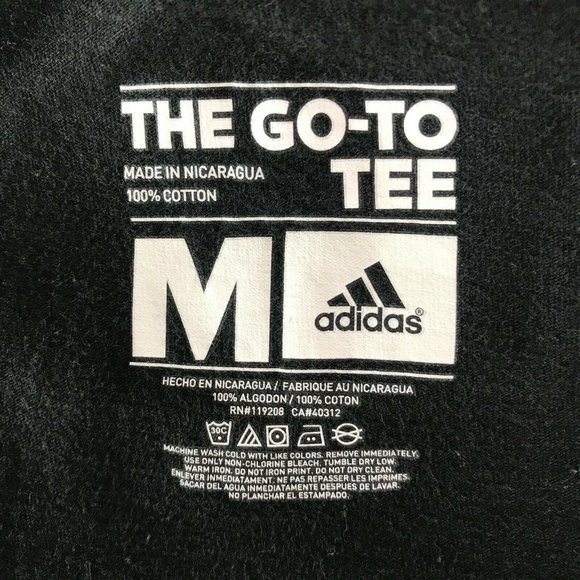 THE GO-TO
TEE
MADE IN NICARAGUA
100% COTTON
M
adidas®
HECHO EN NICARAGUA / FABRIQUE AU NICARAGUA
100% ALGODON / 100% COTON
RN#119208 CA#40312
30C
MACHINE WASH COLD WITH LIKE COLORS. REMOVE IMMEDIATELY.
USE ONLY NON-CHLORINE BLEACH. TUMBLE DRY LOW.
WARM IRON. DO NOT IRON PRINT. DO NOT DRY CLEAN.
ENLEVER IMMEDIATAMENT. NE PAS REPASSER LES IMPRIMES.
SACAR DEL AGUA INMEDIATAMENTE DESPUES DE LAVAR.
NO PLANCHAR EL ESTAMPADO.